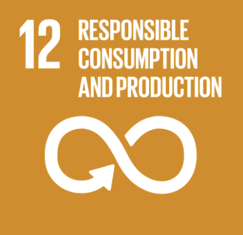 12 RESPONSIBLE
CONSUMPTION
AND PRODUCTION